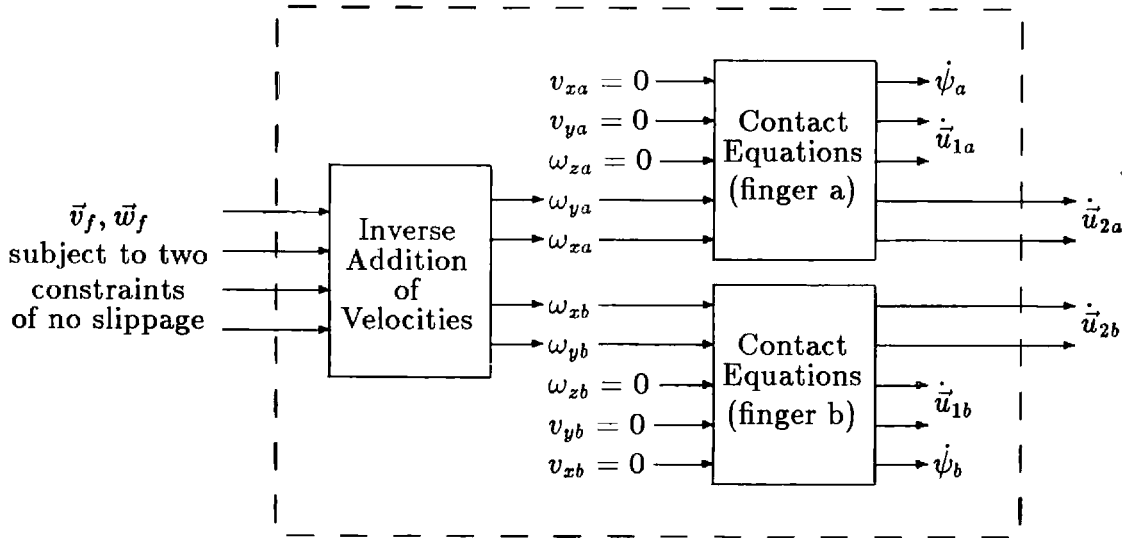 v⃗_f, w⃗_f
subject to two
constraints
of no slippage
Inverse
Addition
of
Velocities
v_{xa} = 0
v_{ya} = 0
ω_{za} = 0
ω_{ya}
ω_{xa}
ω_{xb}
ω_{yb}
ω_{zb} = 0
v_{yb} = 0
v_{xb} = 0
Contact
Equations
(finger a)
Contact
Equations
(finger b)
ψ̇_a
u⃗̇_{1a}
u⃗̇_{2a}
u⃗̇_{2b}
u⃗̇_{1b}
ψ̇_b